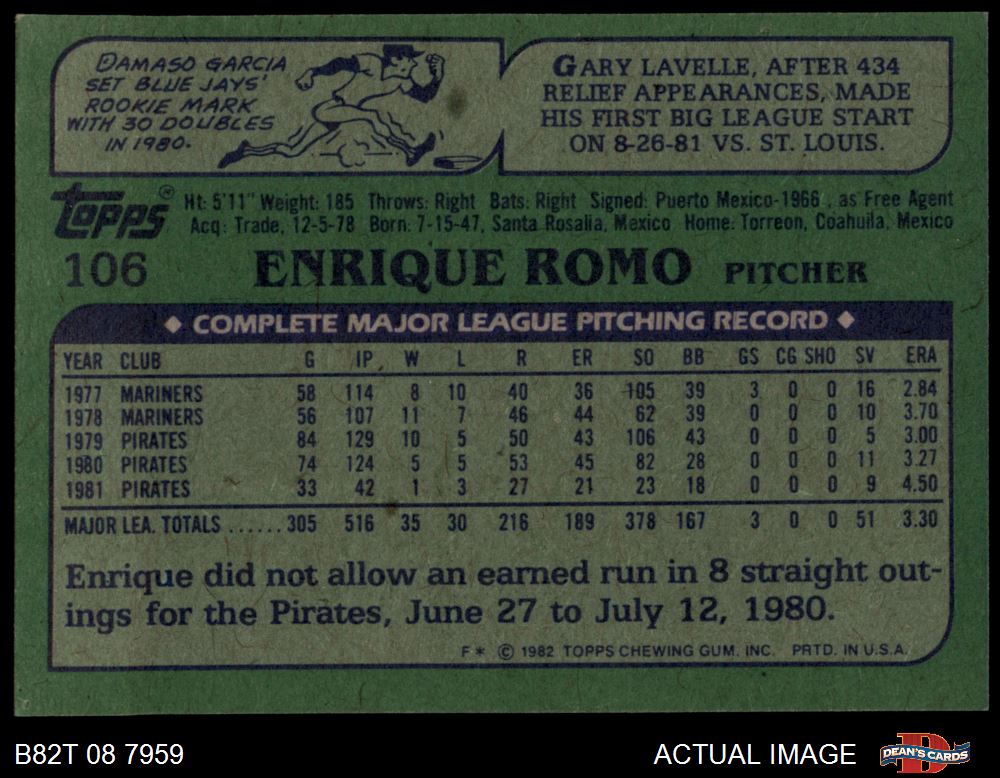 DAMASO GARCIA
SET BLUE JAYS'
ROOKIE MARK
WITH 30 DOUBLES
IN 1980.
GARY LAVELLE, AFTER 434
RELIEF APPEARANCES, MADE
HIS FIRST BIG LEAGUE START
ON 8-26-81 VS. ST. LOUIS.
topps®
Ht: 5'11" Weight: 185 Throws: Right Bats: Right Signed: Puerto Mexico-1966 , as Free Agent
Acq: Trade, 12-5-78 Born: 7-15-47, Santa Rosalia, Mexico Home: Torreon, Coahuila, Mexico
106 ENRIQUE ROMO PITCHER
◆ COMPLETE MAJOR LEAGUE PITCHING RECORD ◆
YEAR CLUB G IP W L R ER SO BB GS CG SHO SV ERA
1977 MARINERS 58 114 8 10 40 36 105 39 3 0 0 16 2.84
1978 MARINERS 56 107 11 7 46 44 62 39 0 0 0 10 3.70
1979 PIRATES 84 129 10 5 50 43 106 43 0 0 0 5 3.00
1980 PIRATES 74 124 5 5 53 45 82 28 0 0 0 11 3.27
1981 PIRATES 33 42 1 3 27 21 23 18 0 0 0 9 4.50
MAJOR LEA. TOTALS ......305 516 35 30 216 189 378 167 3 0 0 51 3.30
Enrique did not allow an earned run in 8 straight out-
ings for the Pirates, June 27 to July 12, 1980.
F* © 1982 TOPPS CHEWING GUM, INC. PRTD. IN U.S.A.
B82T 08 7959 ACTUAL IMAGE DEAN'S CARDS